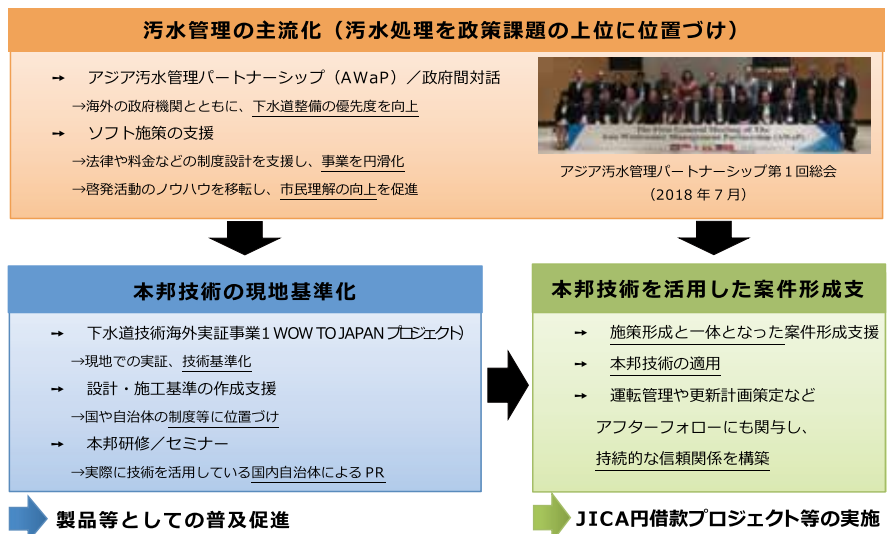 汚水管理の主流化（汚水処理を政策課題の上位に位置づけ）
→ アジア汚水管理パートナーシップ（AWaP）／政府間対話
→海外の政府機関とともに、下水道整備の優先度を向上
→ ソフト施策の支援
→法律や料金などの制度設計を支援し、事業を円滑化
→啓発活動のノウハウを移転し、市民理解の向上を促進
The First General Meeting of The
Asia Wastewater Management Partnership (AWaP)
アジア汚水管理パートナーシップ第１回総会
（2018 年７月）
本邦技術の現地基準化
→ 下水道技術海外実証事業1 WOW TO JAPAN プロジェクト）
→現地での実証、技術基準化
→ 設計・施工基準の作成支援
→国や自治体の制度等に位置づけ
→ 本邦研修／セミナー
→実際に技術を活用している国内自治体による PR
製品等としての普及促進
本邦技術を活用した案件形成支
→ 施策形成と一体となった案件形成支援
→ 本邦技術の適用
→ 運転管理や更新計画策定など
アフターフォローにも関与し、
持続的な信頼関係を構築
JICA円借款プロジェクト等の実施